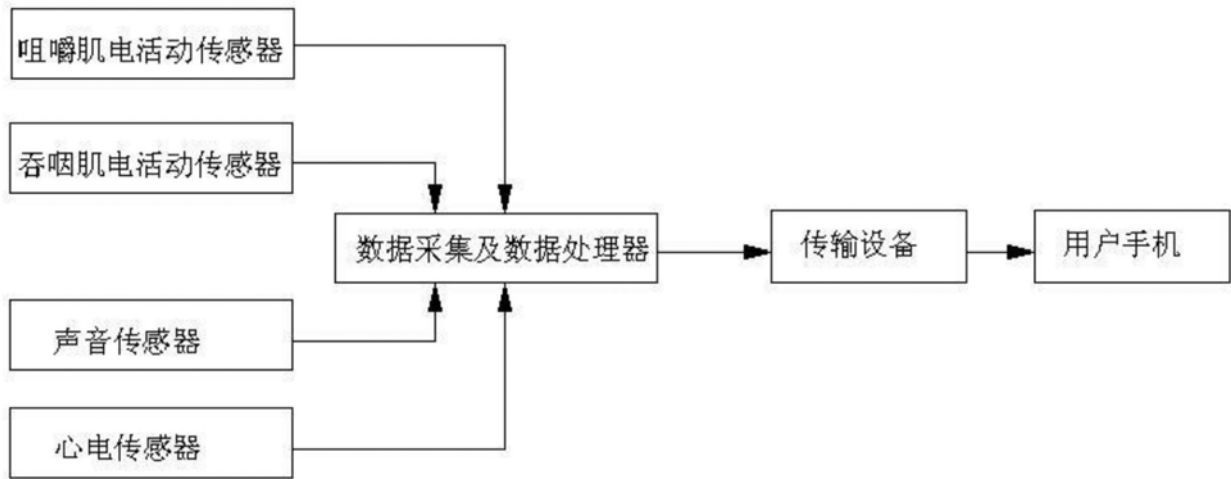 咀嚼肌电活动传感器
吞咽肌电活动传感器
数据采集及数据处理器
传输设备
用户手机
声音传感器
心电传感器